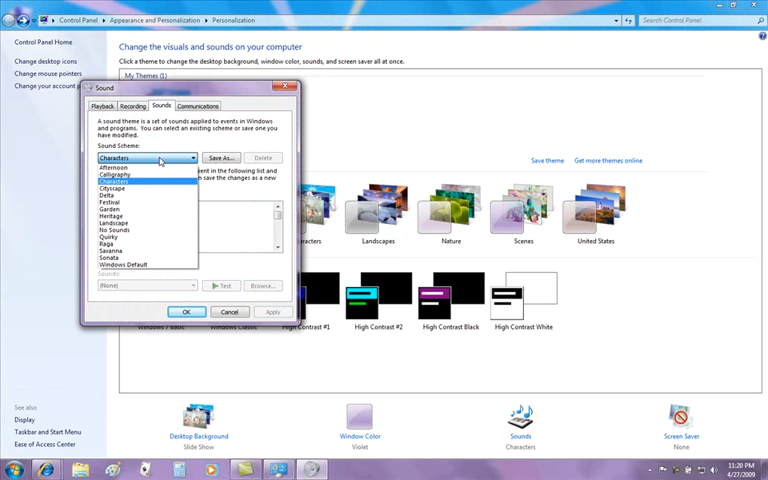 Control Panel ▸ Appearance and Personalization ▸ Personalization
Search Control Panel
Control Panel Home
Change desktop icons
Change mouse pointers
Change your account p
Change the visuals and sounds on your computer
Click a theme to change the desktop background, window color, sounds, and screen saver all at once.
My Themes (1)
Sound
Playback
Recording
Sounds
Communications
A sound theme is a set of sounds applied to events in Windows
and programs. You can select an existing scheme or save one you
have modified.
Sound Scheme:
Characters
Save As...
Delete
Afternoon
Calligraphy
Characters
Cityscape
Delta
Festival
Garden
Heritage
Landscape
No Sounds
Quirky
Raga
Savanna
Sonata
Windows Default
ent in the following list and
save the changes as a new
Sounds:
(None)
Test
Browse...
OK
Cancel
Apply
Save theme
Get more themes online
aracters
Landscapes
Nature
Scenes
United States
Windows 7 Basic
Windows Classic
High Contrast #1
High Contrast #2
High Contrast Black
High Contrast White
See also
Display
Taskbar and Start Menu
Ease of Access Center
Desktop Background
Slide Show
Window Color
Violet
Sounds
Characters
Screen Saver
None
11:20 PM
4/27/2009